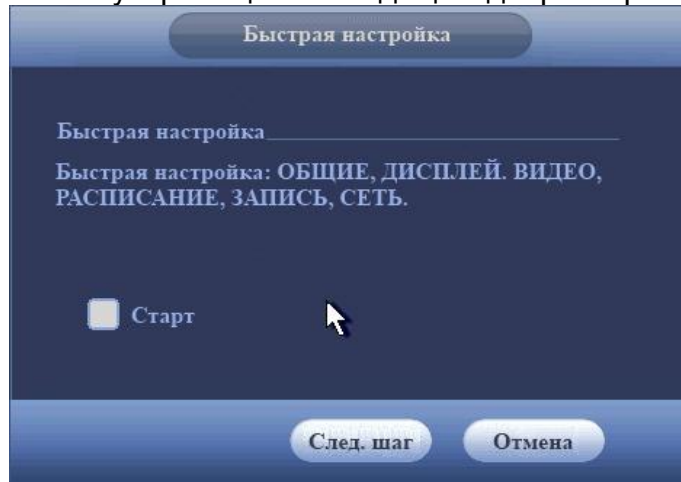 Быстрая настройка
Быстрая настройка
Быстрая настройка: ОБЩИЕ, ДИСПЛЕЙ. ВИДЕО,
РАСПИСАНИЕ, ЗАПИСЬ, СЕТЬ.
Старт
След. шаг Отмена